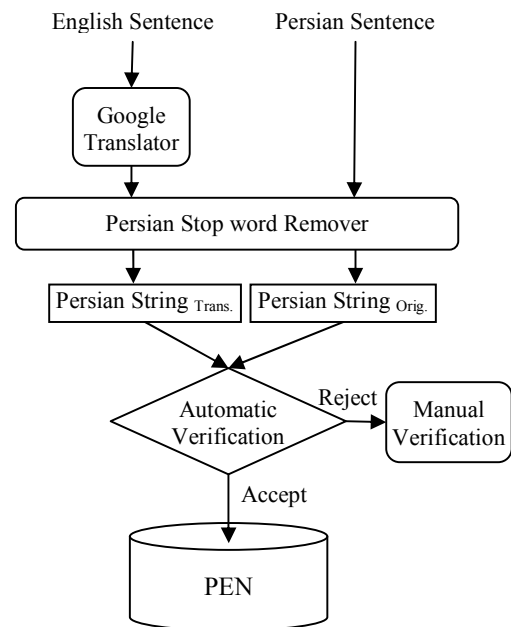 English Sentence
Persian Sentence
Google
Translator
Persian Stop word Remover
Persian String Trans.
Persian String Orig.
Automatic
Verification
Reject
Manual
Verification
Accept
PEN